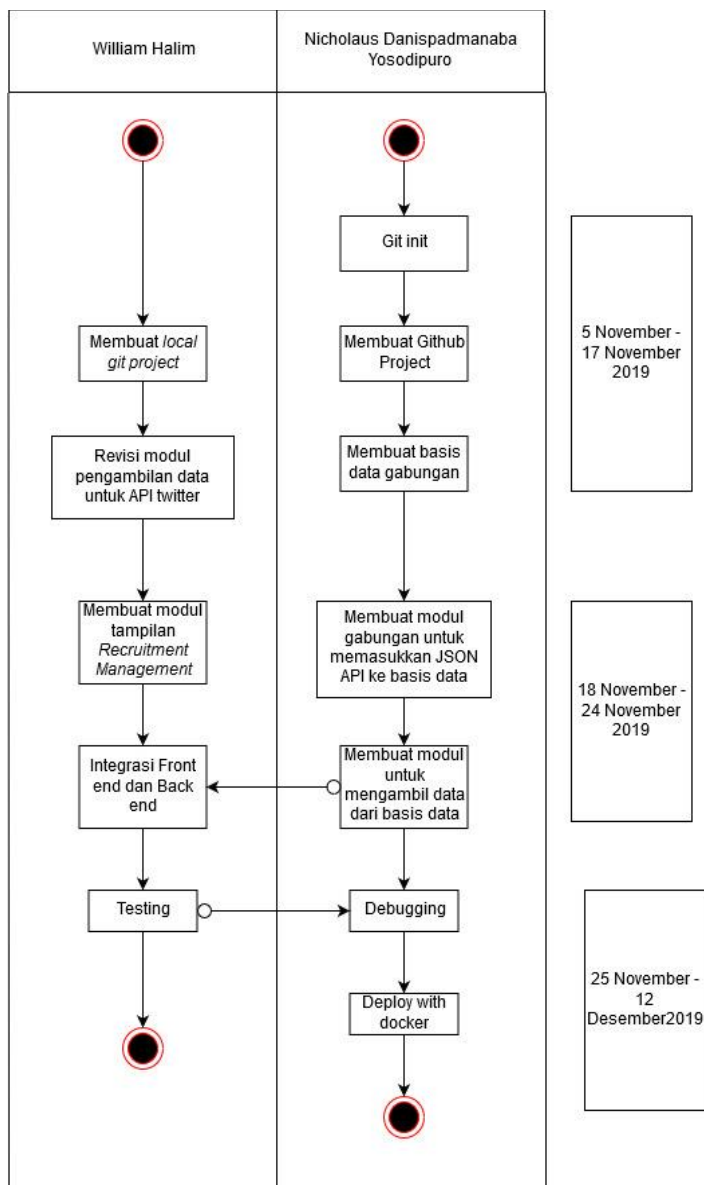 William Halim
Nicholaus Danispadmanaba
Yosodipuro
Git init
Membuat local
git project
Membuat Github
Project
5 November -
17 November
2019
Revisi modul
pengambilan data
untuk API twitter
Membuat basis
data gabungan
Membuat modul
tampilan
Recruitment
Management
Membuat modul
gabungan untuk
memasukkan JSON
API ke basis data
18 November -
24 November
2019
Integrasi Front
end dan Back
end
Membuat modul
untuk
mengambil data
dari basis data
Testing
Debugging
Deploy with
docker
25 November -
12
Desember2019